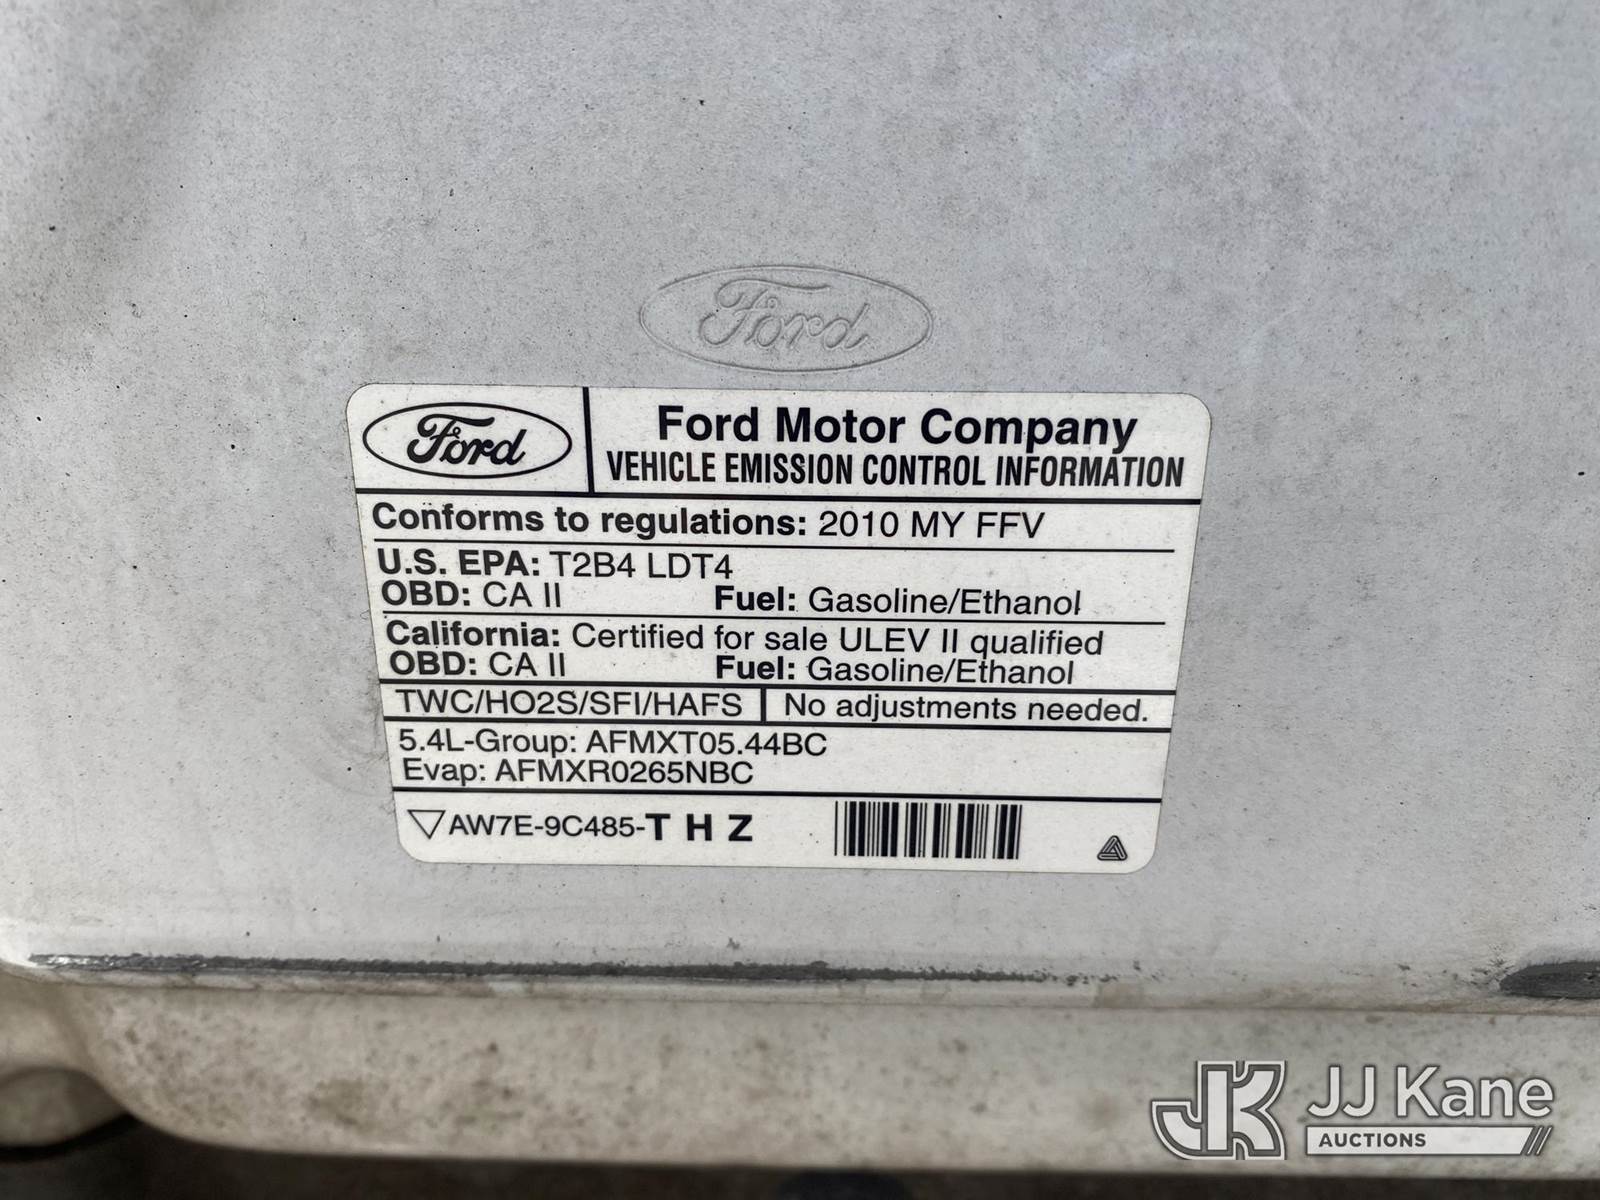 Ford
Ford
Ford Motor Company
VEHICLE EMISSION CONTROL INFORMATION
Conforms to regulations: 2010 MY FFV
U.S. EPA: T2B4 LDT4
OBD: CA II Fuel: Gasoline/Ethanol
California: Certified for sale ULEV II qualified
OBD: CA II Fuel: Gasoline/Ethanol
TWC/HO2S/SFI/HAFS No adjustments needed.
5.4L-Group: AFMXT05.44BC
Evap: AFMXR0265NBC
AW7E-9C485-T H Z
JK JJ Kane
AUCTIONS